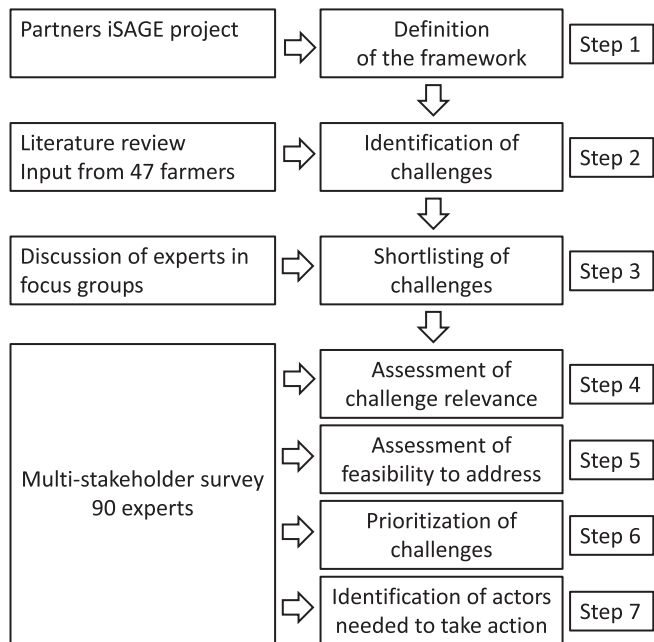 Partners iSAGE project
Definition
of the framework
Step 1
Literature review
Input from 47 farmers
Identification of
challenges
Step 2
Discussion of experts in
focus groups
Shortlisting of
challenges
Step 3
Multi-stakeholder survey
90 experts
Assessment of
challenge relevance
Step 4
Assessment of
feasibility to address
Step 5
Prioritization of
challenges
Step 6
Identification of actors
needed to take action
Step 7